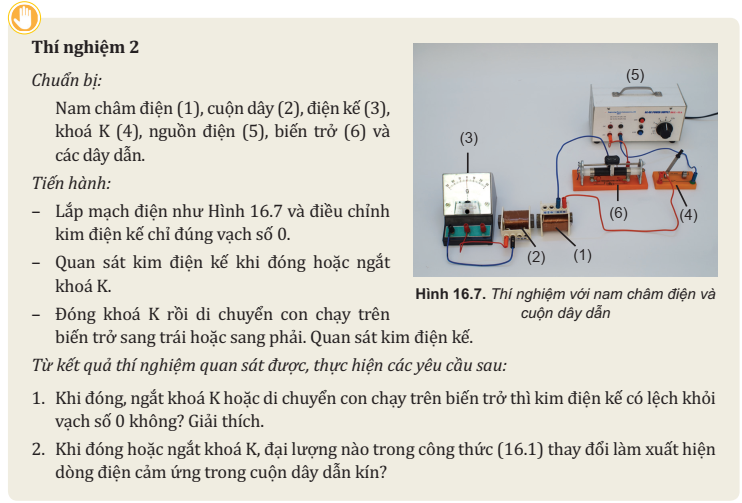 Thí nghiệm 2
Chuẩn bị:
Nam châm điện (1), cuộn dây (2), điện kế (3),
khoá K (4), nguồn điện (5), biến trở (6) và
các dây dẫn.
Tiến hành:
– Lắp mạch điện như Hình 16.7 và điều chỉnh
kim điện kế chỉ đúng vạch số 0.
– Quan sát kim điện kế khi đóng hoặc ngắt
khoá K.
– Đóng khoá K rồi di chuyển con chạy trên
biến trở sang trái hoặc sang phải. Quan sát kim điện kế.
(5)
(3)
(6)
(4)
(2)
(1)
Hình 16.7. Thí nghiệm với nam châm điện và
cuộn dây dẫn
Từ kết quả thí nghiệm quan sát được, thực hiện các yêu cầu sau:
1. Khi đóng, ngắt khoá K hoặc di chuyển con chạy trên biến trở thì kim điện kế có lệch khỏi
vạch số 0 không? Giải thích.
2. Khi đóng hoặc ngắt khoá K, đại lượng nào trong công thức (16.1) thay đổi làm xuất hiện
dòng điện cảm ứng trong cuộn dây dẫn kín?